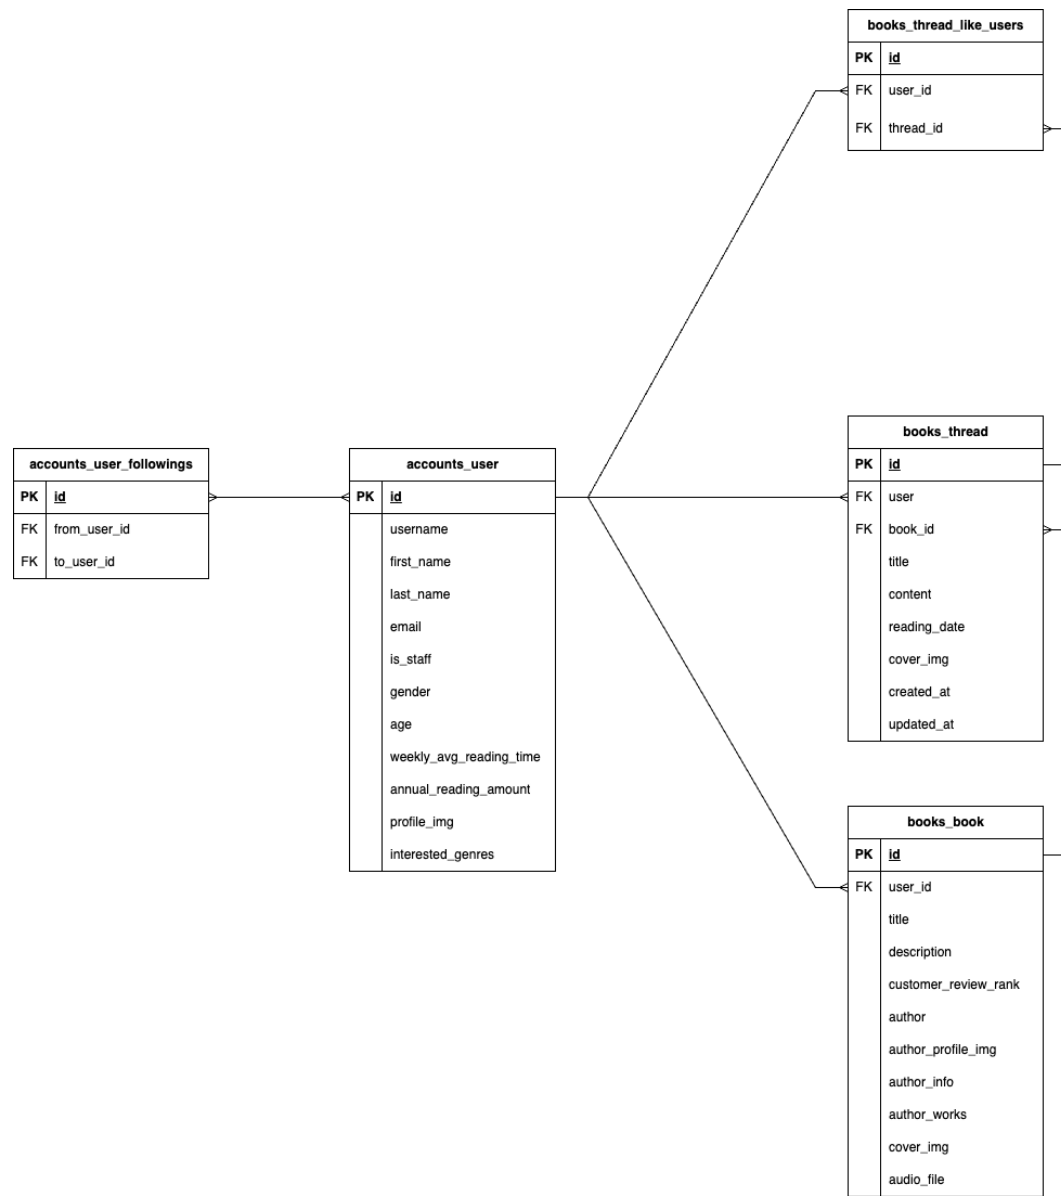 books_thread_like_users
PK id
FK user_id
FK thread_id
accounts_user_followings
PK id
FK from_user_id
FK to_user_id
accounts_user
PK id
username
first_name
last_name
email
is_staff
gender
age
weekly_avg_reading_time
annual_reading_amount
profile_img
interested_genres
books_thread
PK id
FK user
FK book_id
title
content
reading_date
cover_img
created_at
updated_at
books_book
PK id
FK user_id
title
description
customer_review_rank
author
author_profile_img
author_info
author_works
cover_img
audio_file